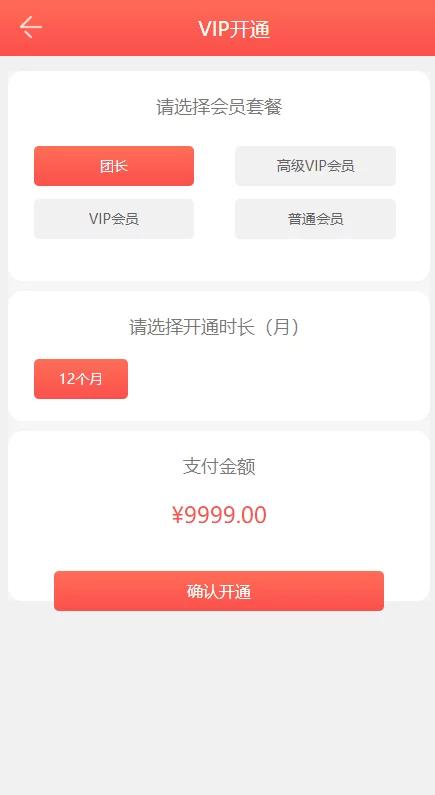 VIP开通
请选择会员套餐
团长
高级VIP会员
VIP会员
普通会员
请选择开通时长（月）
12个月
支付金额
¥9999.00
确认开通